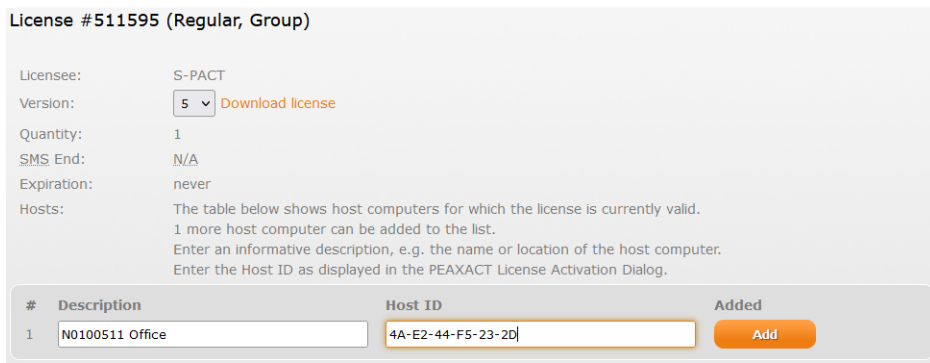 License #511595 (Regular, Group)
Licensee: S-PACT
Version: 5 Download license
Quantity: 1
SMS End: N/A
Expiration: never
Hosts: The table below shows host computers for which the license is currently valid.
1 more host computer can be added to the list.
Enter an informative description, e.g. the name or location of the host computer.
Enter the Host ID as displayed in the PEAXACT License Activation Dialog.
# Description Host ID Added
1 N0100511 Office 4A-E2-44-F5-23-2D Add